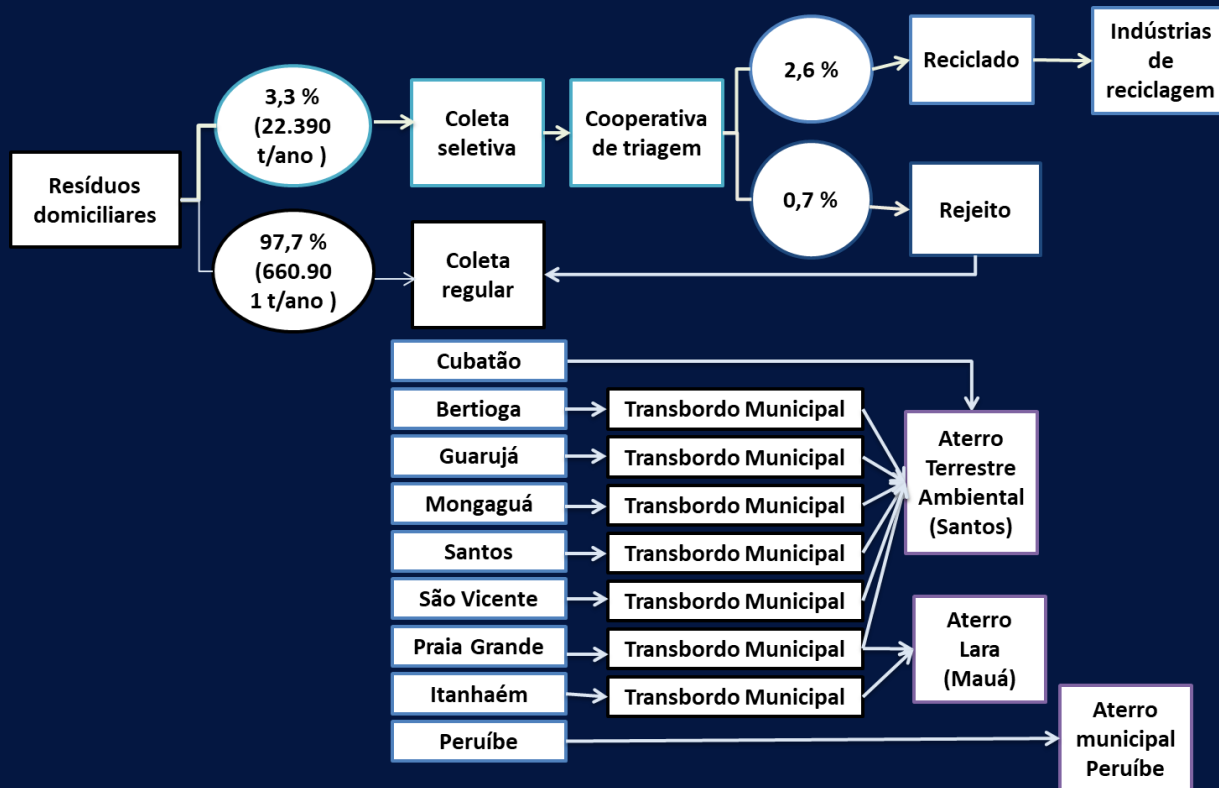 Resíduos
domiciliares
3,3 %
(22.390
t/ano )
Coleta
seletiva
Cooperativa
de triagem
2,6 %
Reciclado
Indústrias
de
reciclagem
0,7 %
Rejeito
97,7 %
(660.90
1 t/ano )
Coleta
regular
Cubatão
Bertioga
Transbordo Municipal
Guarujá
Transbordo Municipal
Mongaguá
Transbordo Municipal
Santos
Transbordo Municipal
São Vicente
Transbordo Municipal
Praia Grande
Transbordo Municipal
Itanhaém
Transbordo Municipal
Peruíbe
Aterro
Terrestre
Ambiental
(Santos)
Aterro
Lara
(Mauá)
Aterro
municipal
Peruíbe